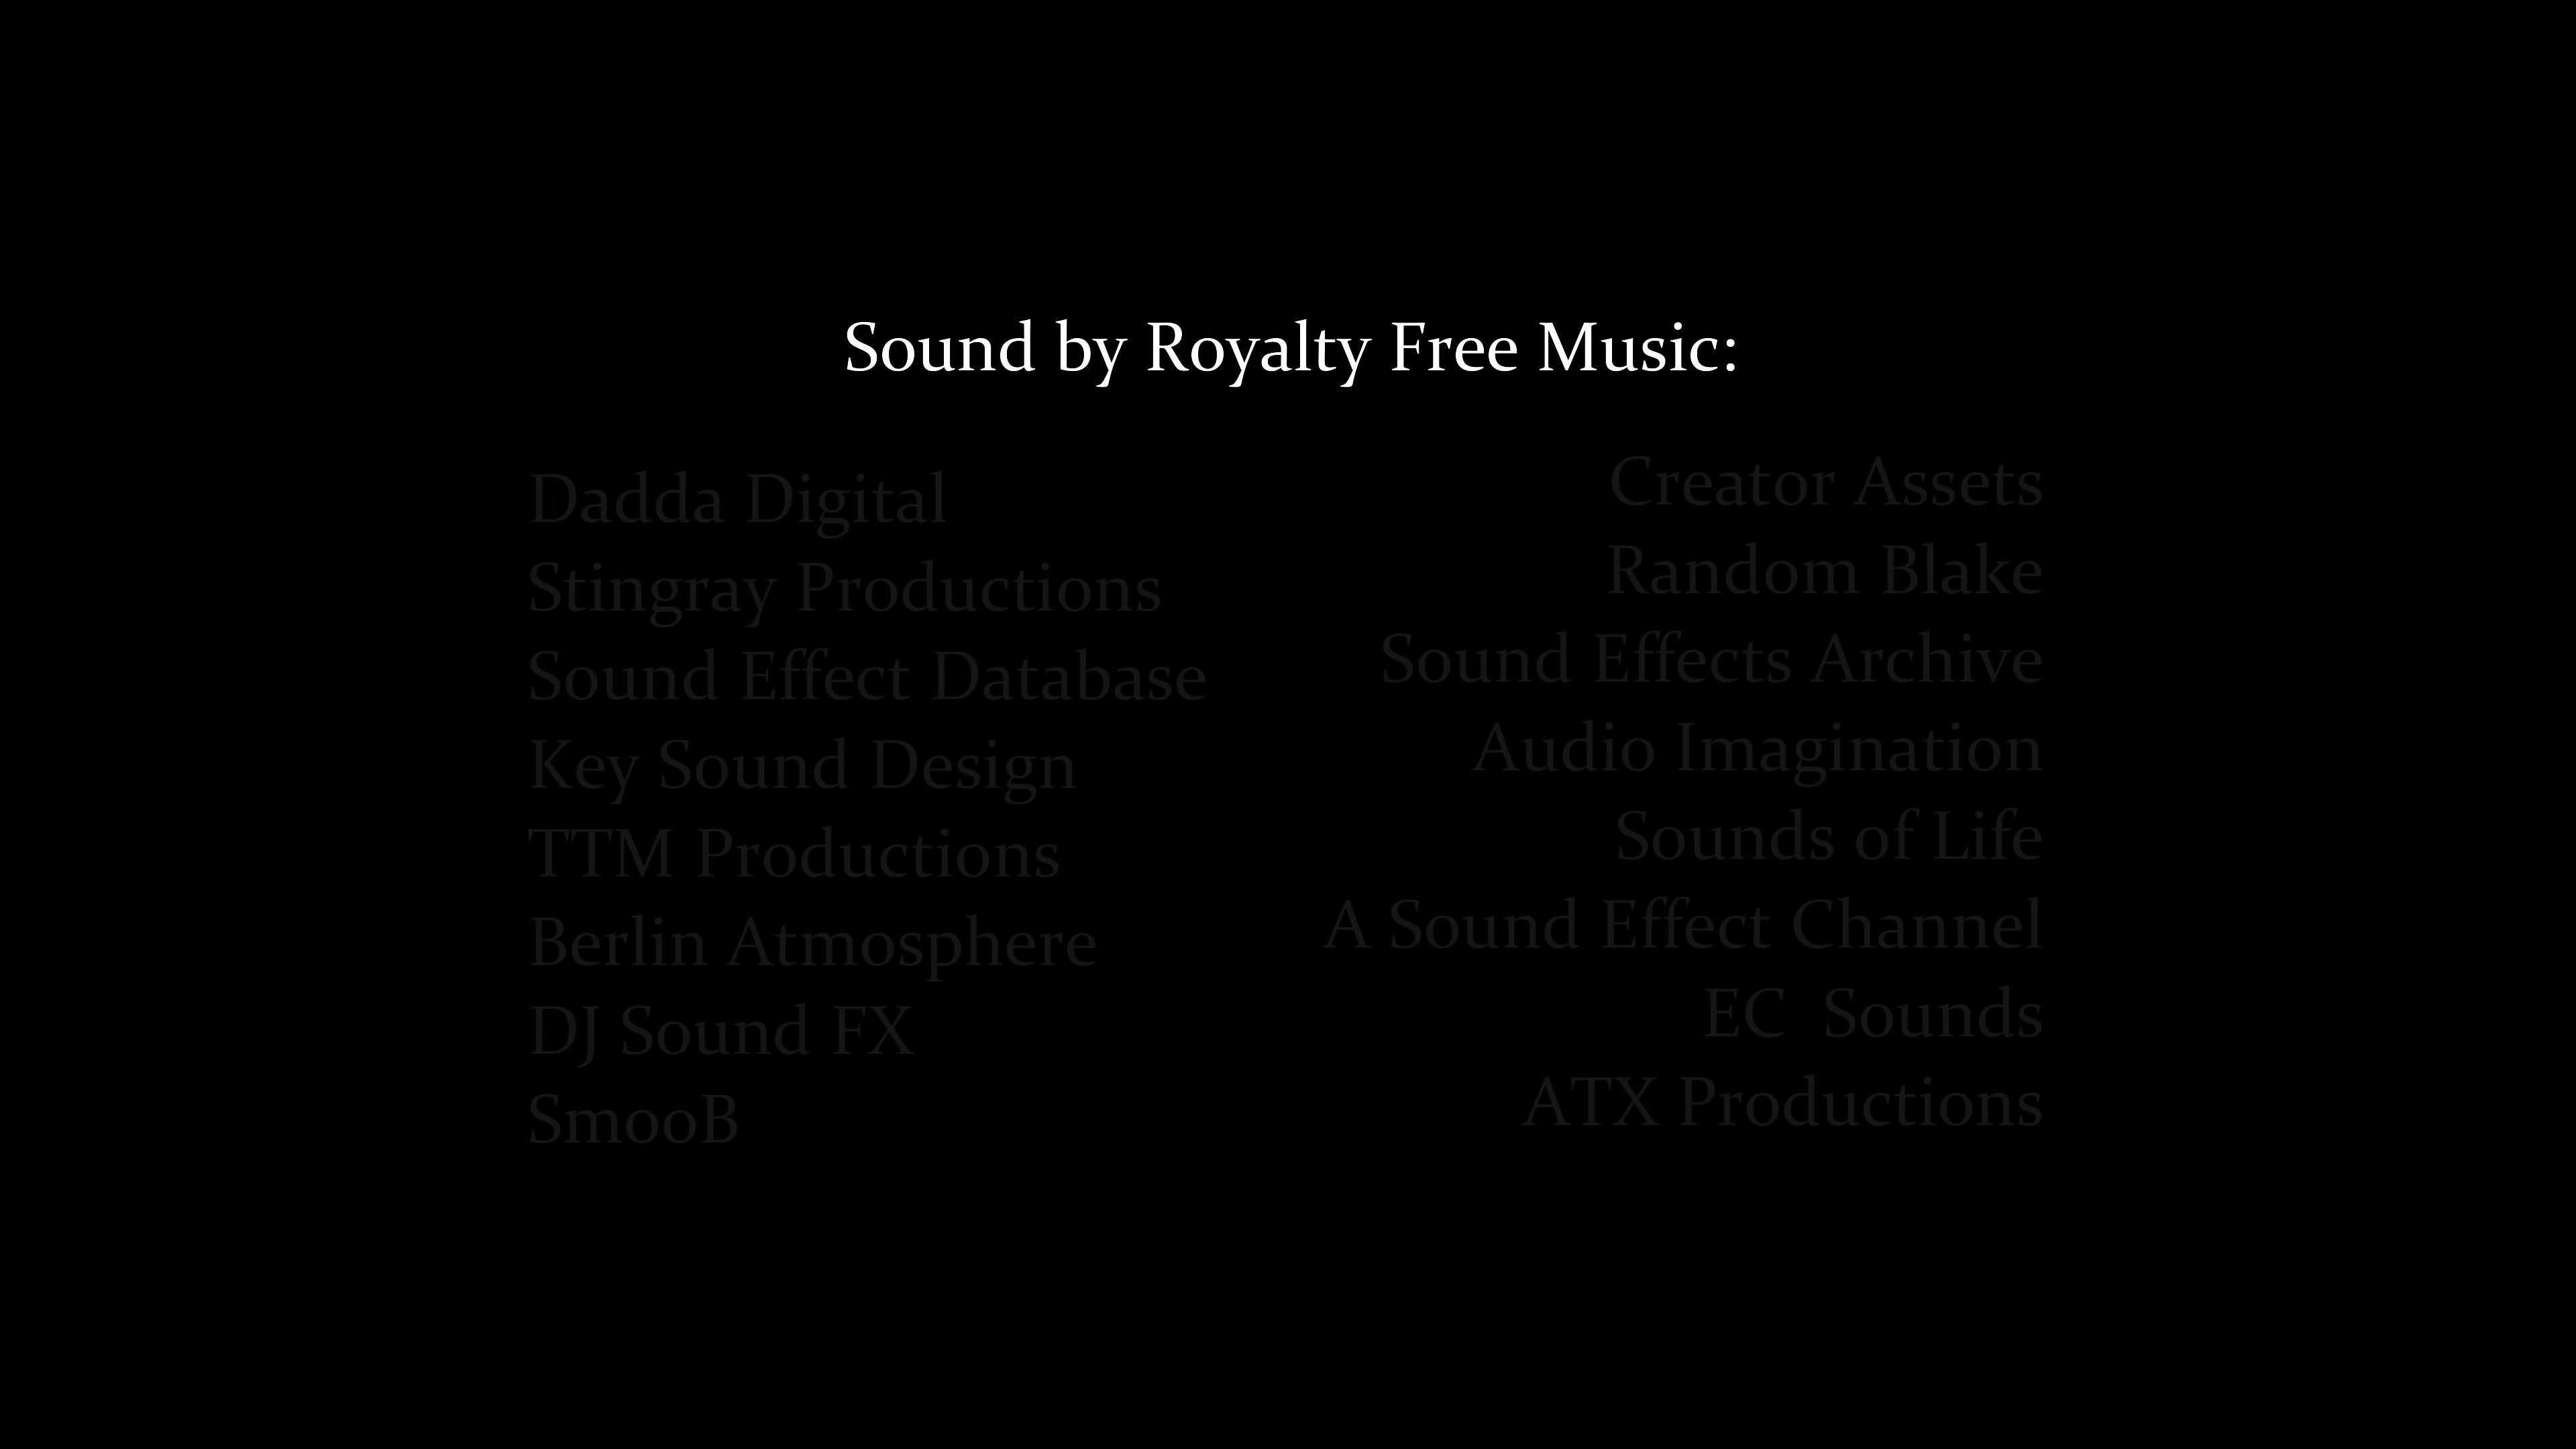 Sound by Royalty Free Music:
Dadda Digital
Stingray Productions
Sound Effect Database
Key Sound Design
TTM Productions
Berlin Atmosphere
DJ Sound FX
SmooB
Creator Assets
Random Blake
Sound Effects Archive
Audio Imagination
Sounds of Life
A Sound Effect Channel
EC  Sounds
ATX Productions